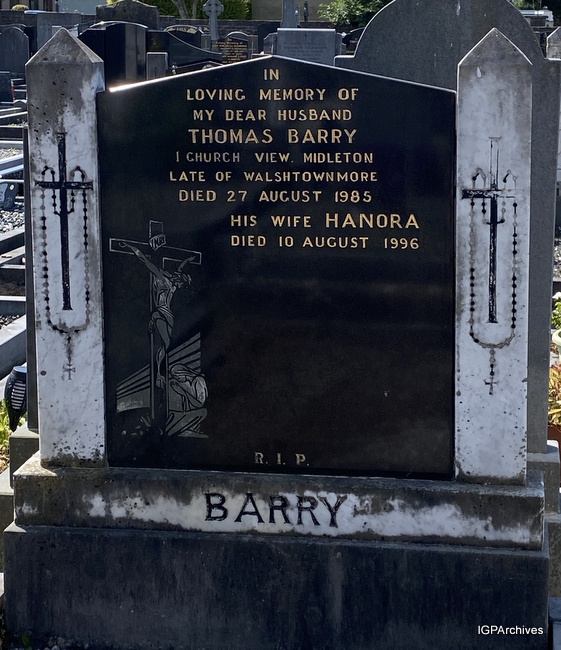 IN
LOVING MEMORY OF
MY DEAR HUSBAND
THOMAS BARRY
1 CHURCH VIEW. MIDLETON
LATE OF WALSHTOWNMORE
DIED 27 AUGUST 1985
HIS WIFE HANORA
DIED 10 AUGUST 1996
INRI
R. I. P.
BARRY
IGPArchives